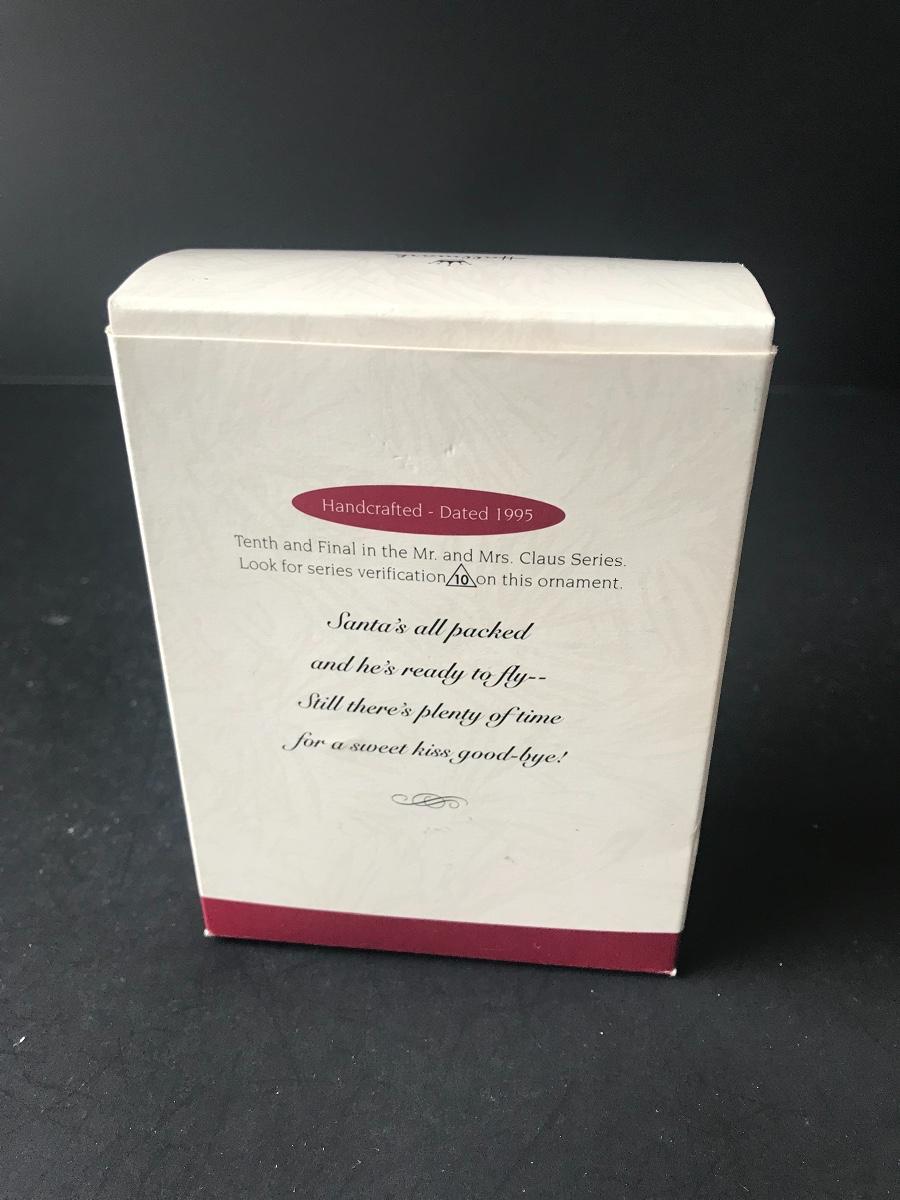 Hallmark
Handcrafted - Dated 1995
Tenth and Final in the Mr. and Mrs. Claus Series.
Look for series verification 10 on this ornament.
Santa's all packed
and he's ready to fly--
Still there's plenty of time
for a sweet kiss good-bye!